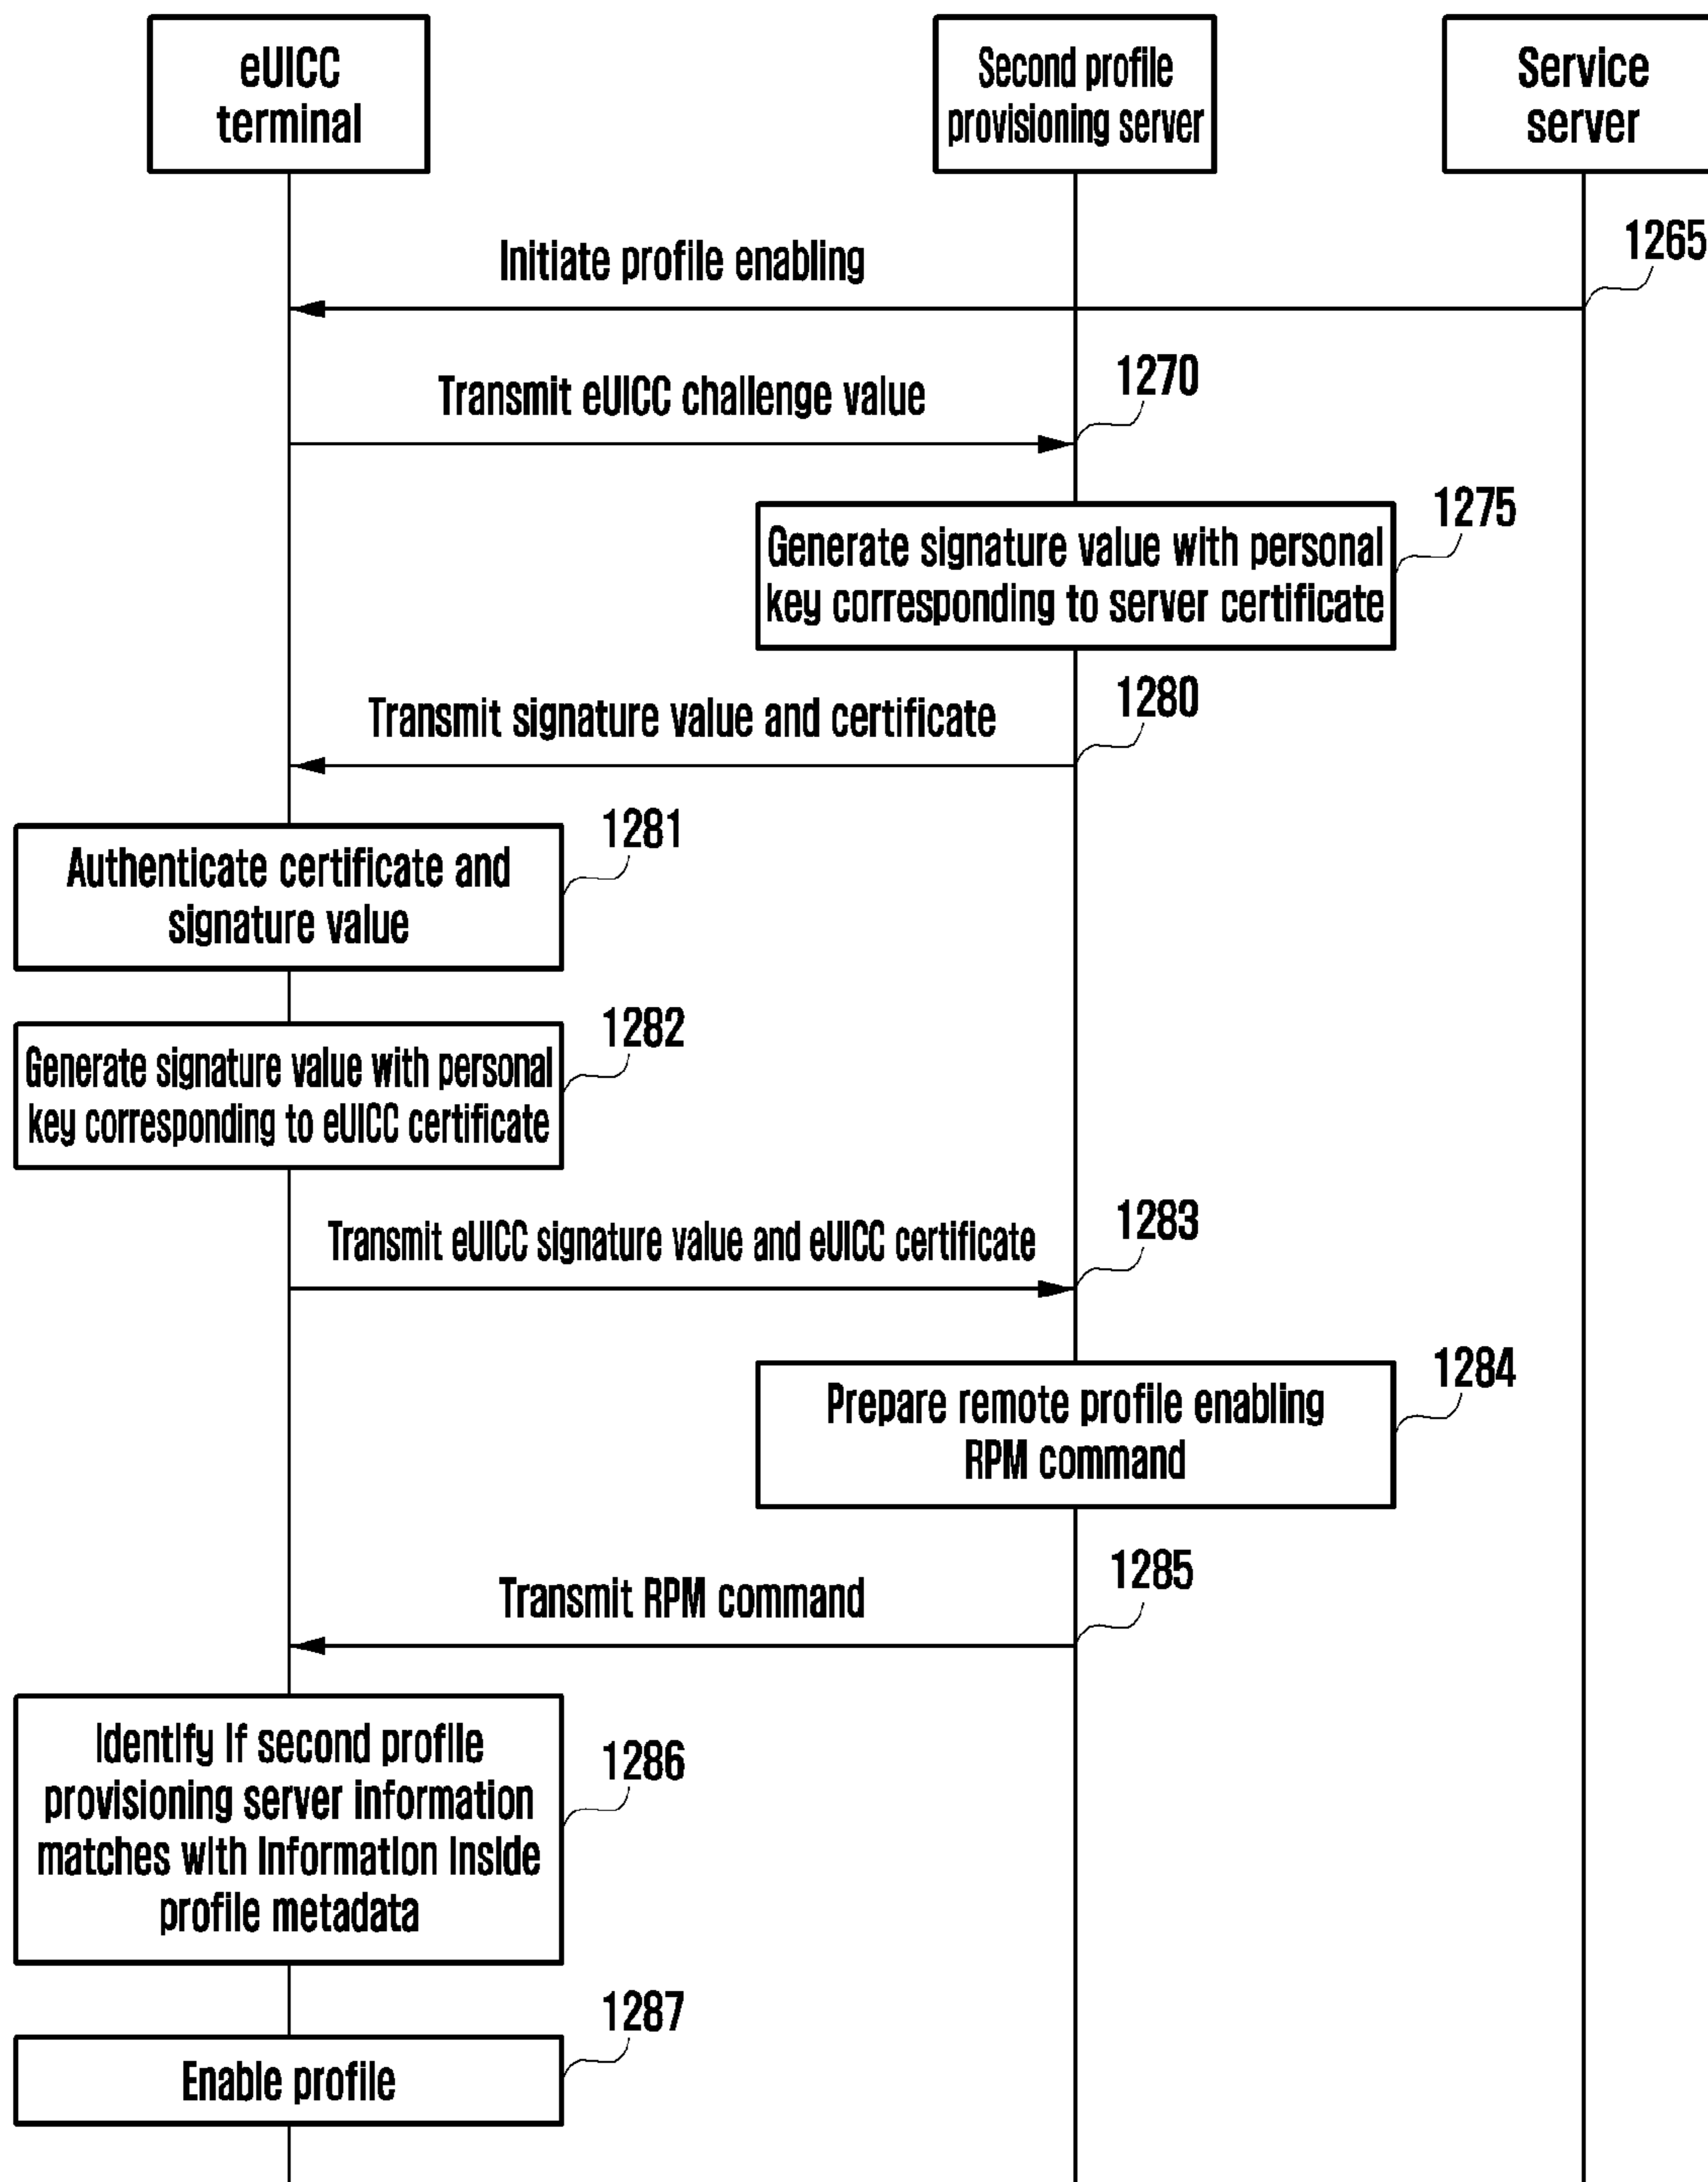 eUICC
terminal
Second profile
provisioning server
Service
server
1265
Initiate profile enabling
1270
Transmit eUICC challenge value
1275
Generate signature value with personal
key corresponding to server certificate
1280
Transmit signature value and certificate
1281
Authenticate certificate and
signature value
1282
Generate signature value with personal
key corresponding to eUICC certificate
1283
Transmit eUICC signature value and eUICC certificate
1284
Prepare remote profile enabling
RPM command
1285
Transmit RPM command
1286
Identify if second profile
provisioning server information
matches with information inside
profile metadata
1287
Enable profile